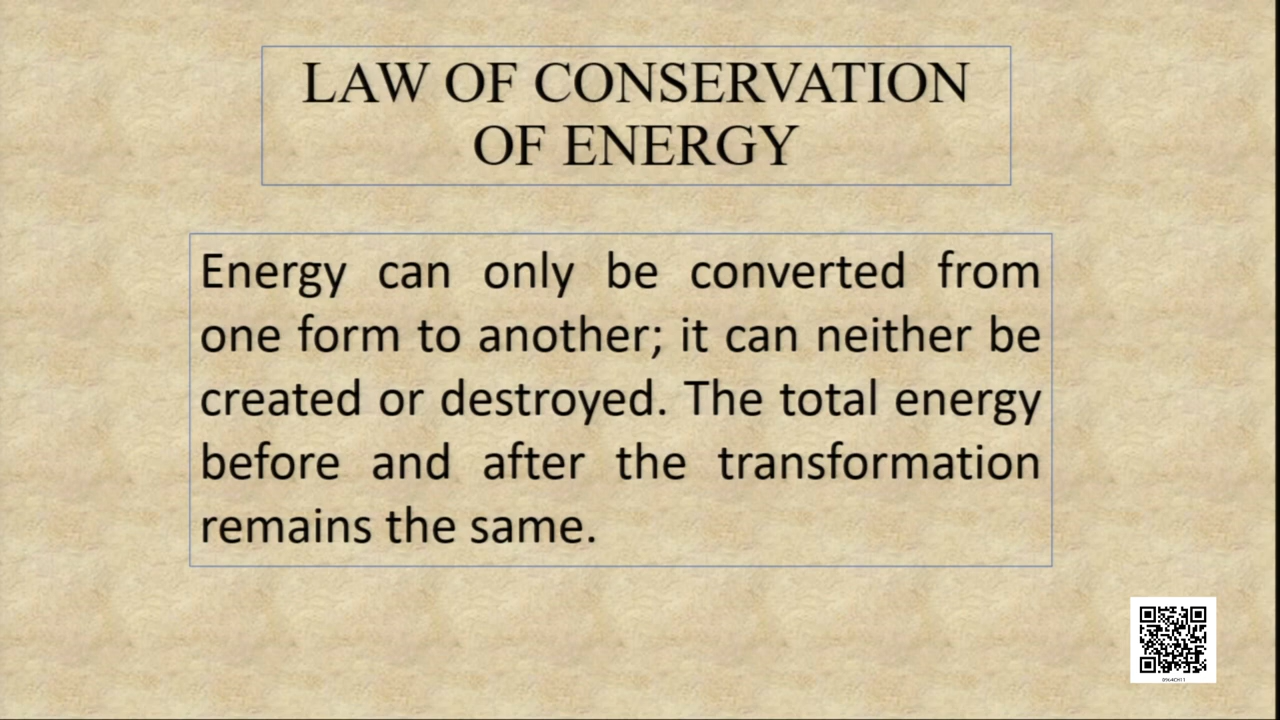 LAW OF CONSERVATION
OF ENERGY
Energy can only be converted from
one form to another; it can neither be
created or destroyed. The total energy
before and after the transformation
remains the same.